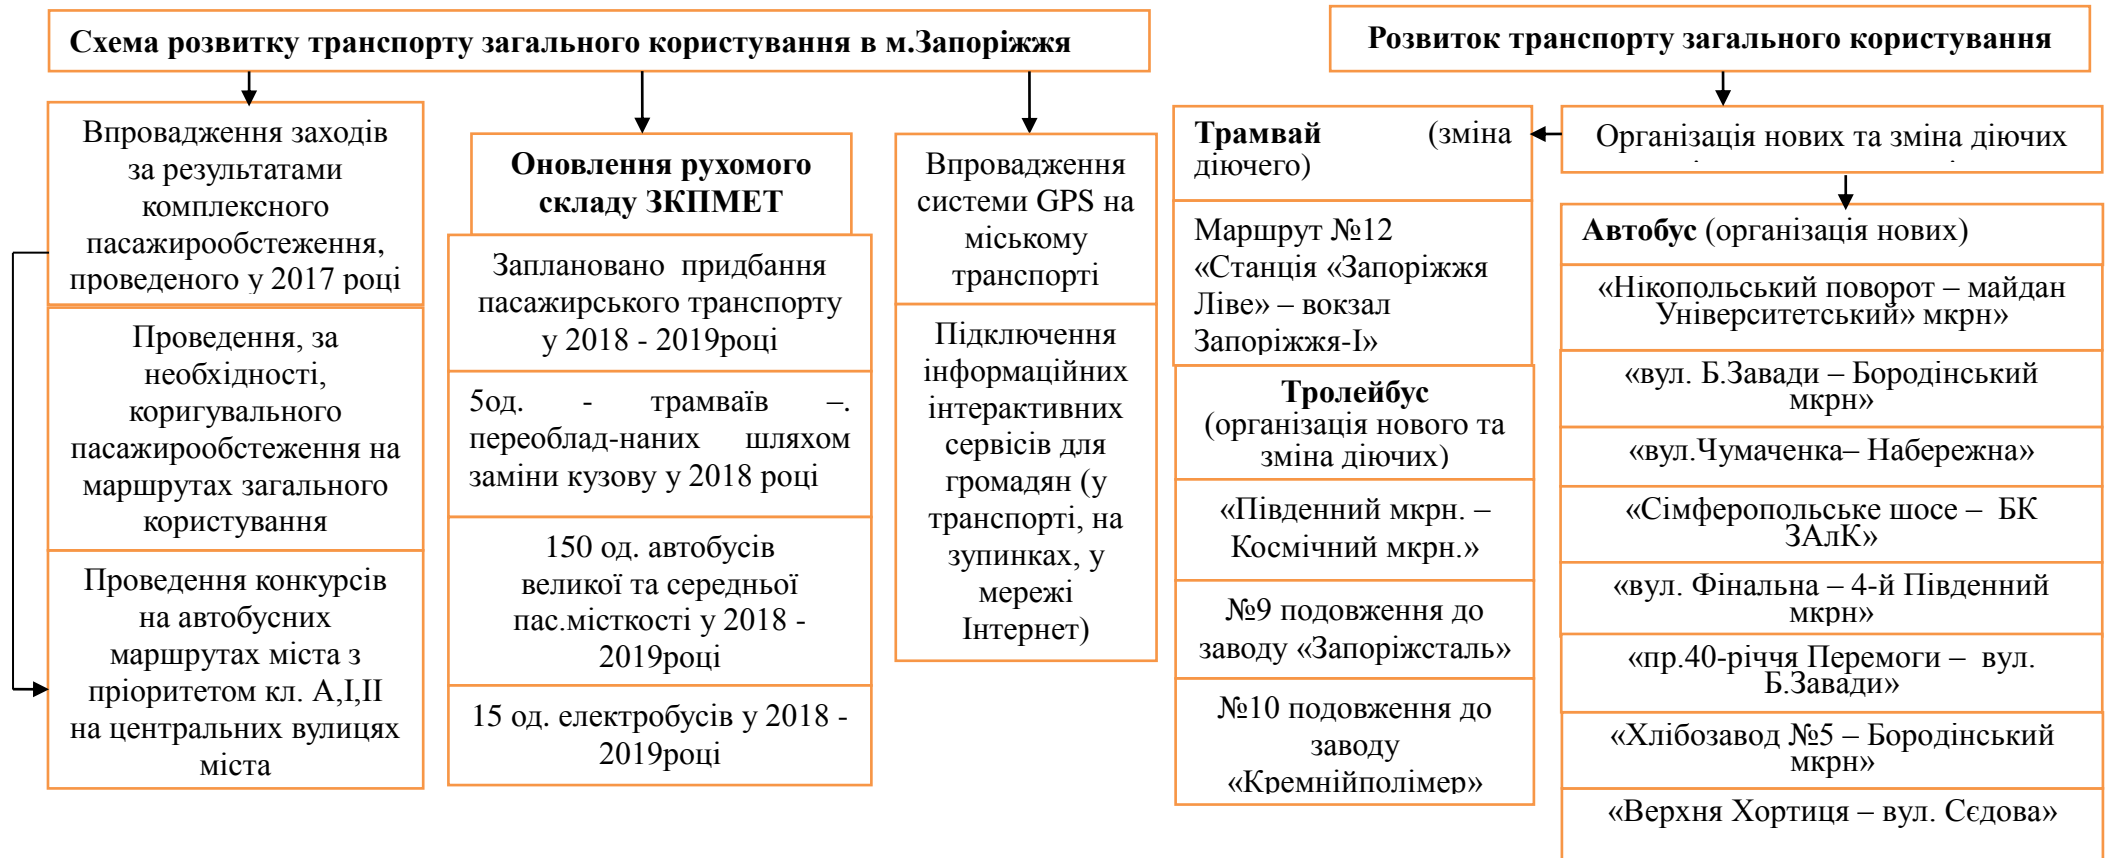 Схема розвитку транспорту загального користування в м.Запоріжжя
Впровадження заходів
за результатами
комплексного
пасажирообстеження,
проведеного у 2017 році
Проведення, за
необхідності,
коригувального
пасажирообстеження на
маршрутах загального
користування
Проведення конкурсів
на автобусних
маршрутах міста з
пріоритетом кл. А,І,ІІ
на центральних вулицях
міста
Оновлення рухомого
складу ЗКПМЕТ
Заплановано придбання
пасажирського транспорту
у 2018 - 2019році
5од. - трамваїв –.
переоблад-наних шляхом
заміни кузову у 2018 році
150 од. автобусів
великої та середньої
пас.місткості у 2018 -
2019році
15 од. електробусів у 2018 -
2019році
Впровадження
системи GPS на
міському
транспорті
Підключення
інформаційних
інтерактивних
сервісів для
громадян (у
транспорті, на
зупинках, у
мережі
Інтернет)
Розвиток транспорту загального користування
Організація нових та зміна діючих
Трамвай (зміна
діючего)
Маршрут №12
«Станція «Запоріжжя
Ліве» – вокзал
Запоріжжя-І»
Тролейбус
(організація нового та
зміна діючих)
«Південний мкрн. –
Космічний мкрн.»
№9 подовження до
заводу «Запоріжсталь»
№10 подовження до
заводу
«Кремнійполімер»
Автобус (організація нових)
«Нікопольський поворот – майдан
Університетський» мкрн»
«вул. Б.Завади – Бородінський
мкрн»
«вул.Чумаченка– Набережна»
«Сімферопольське шосе – БК
ЗАлК»
«вул. Фінальна – 4-й Південний
мкрн»
«пр.40-річчя Перемоги – вул.
Б.Завади»
«Хлібозавод №5 – Бородінський
мкрн»
«Верхня Хортиця – вул. Сєдова»